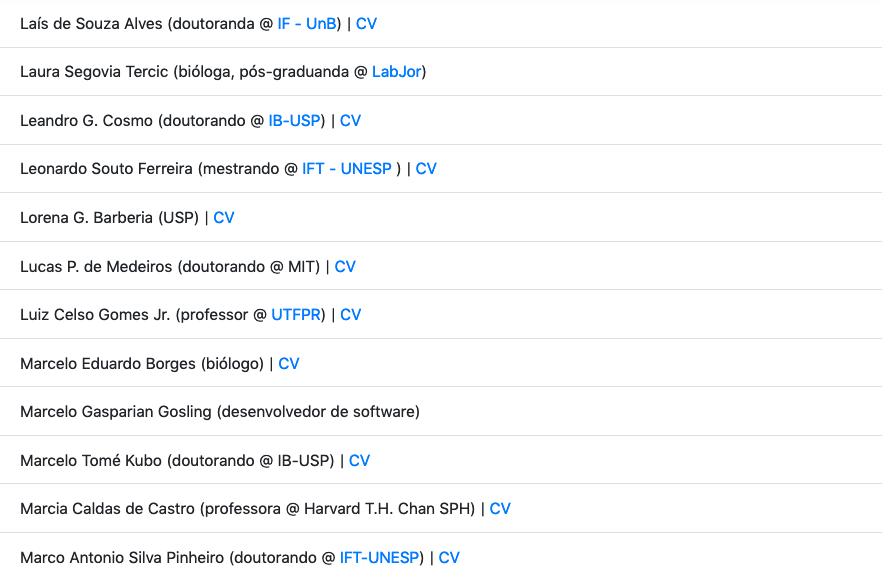 Laís de Souza Alves (doutoranda @ IF - UnB) | CV
Laura Segovia Tercic (bióloga, pós-graduanda @ LabJor)
Leandro G. Cosmo (doutorando @ IB-USP) | CV
Leonardo Souto Ferreira (mestrando @ IFT - UNESP ) | CV
Lorena G. Barberia (USP) | CV
Lucas P. de Medeiros (doutorando @ MIT) | CV
Luiz Celso Gomes Jr. (professor @ UTFPR) | CV
Marcelo Eduardo Borges (biólogo) | CV
Marcelo Gasparian Gosling (desenvolvedor de software)
Marcelo Tomé Kubo (doutorando @ IB-USP) | CV
Marcia Caldas de Castro (professora @ Harvard T.H. Chan SPH) | CV
Marco Antonio Silva Pinheiro (doutorando @ IFT-UNESP) | CV